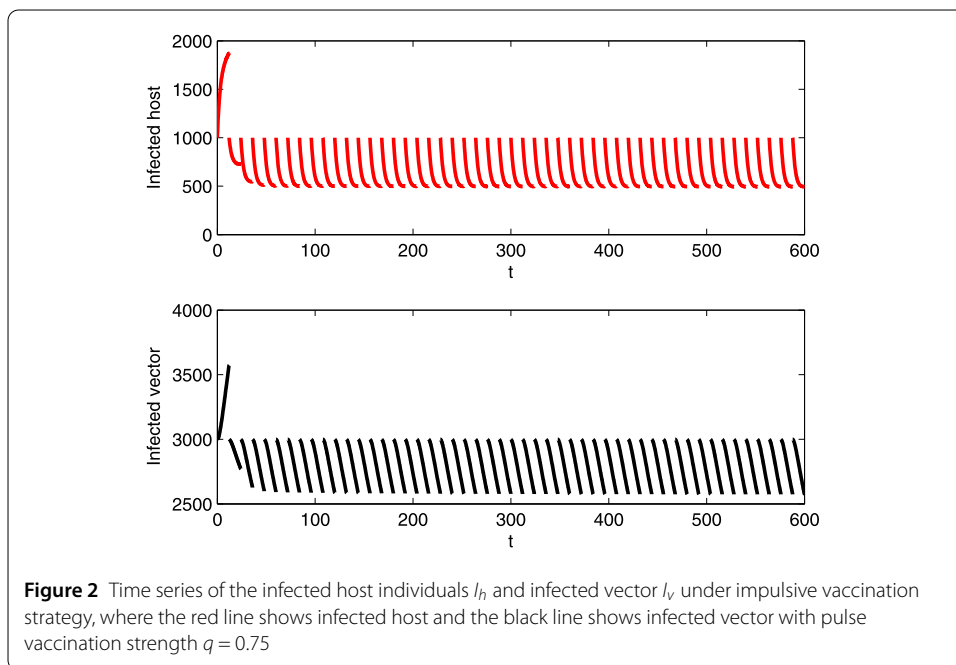 2000
1500
1000
500
0
Infected host
0 100 200 300 400 500 600
t
4000
3500
3000
2500
Infected vector
0 100 200 300 400 500 600
t
Figure 2 Time series of the infected host individuals I_h and infected vector I_v under impulsive vaccination
strategy, where the red line shows infected host and the black line shows infected vector with pulse
vaccination strength q = 0.75